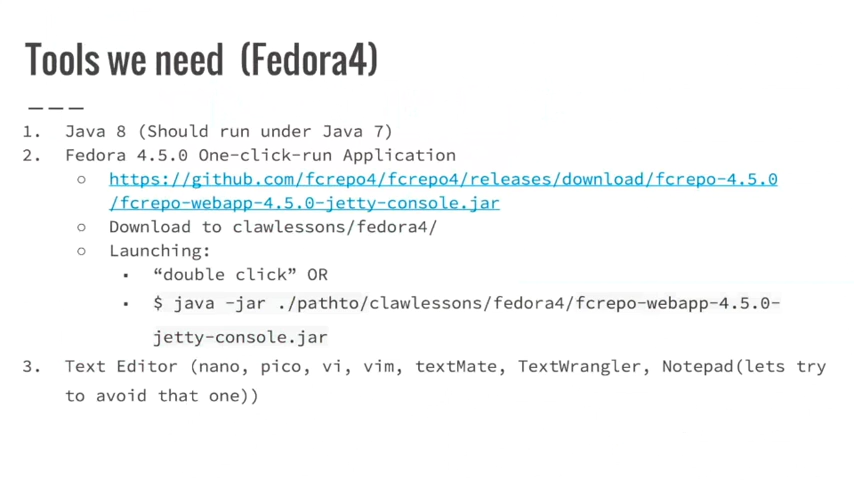 Tools we need (Fedora4)
1. Java 8 (Should run under Java 7)
2. Fedora 4.5.0 One-click-run Application
○ https://github.com/fcrepo4/fcrepo4/releases/download/fcrepo-4.5.0
/fcrepo-webapp-4.5.0-jetty-console.jar
○ Download to clawlessons/fedora4/
○ Launching:
▪ “double click” OR
▪ $ java -jar ./pathto/clawlessons/fedora4/fcrepo-webapp-4.5.0-
jetty-console.jar
3. Text Editor (nano, pico, vi, vim, textMate, TextWrangler, Notepad(lets try
to avoid that one))